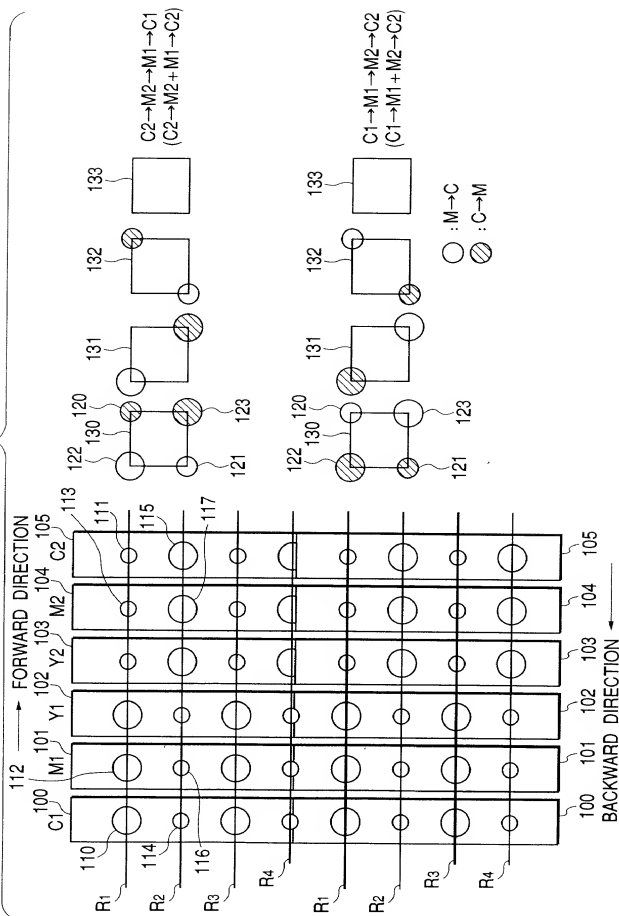 FORWARD DIRECTION
112
100 101 102 103 104 105
C1 M1 Y1 Y2 M2 C2
110
113
111
115
117
114
116
R1
R2
R3
R4
R1
R2
R3
R4
100 101 102 103 104 105
BACKWARD DIRECTION
122 130 120
121 123
131
132
133
C2→M2→M1→C1
(C2→M2+M1→C2)
122 130 120
121 123
131
132
133
C1→M1→M2→C2
(C1→M1+M2→C2)
: M→C
: C→M